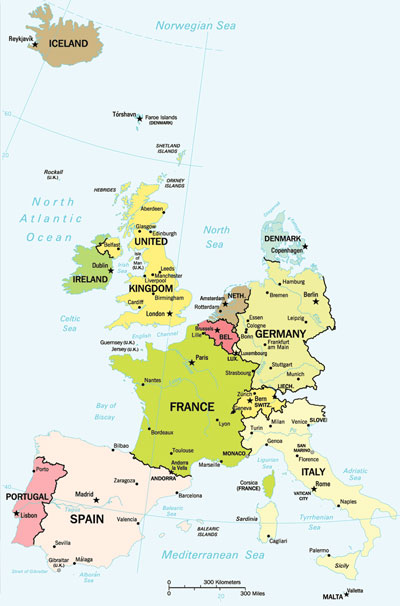 Norwegian Sea
Reykjavík
ICELAND
Tórshavn
Faroe Islands
(DENMARK)
SHETLAND
ISLANDS
Rockall
(U.K.)
ORKNEY
ISLANDS
HEBRIDES
North
Atlantic
Ocean
Aberdeen
Glasgow
Edinburgh
North
Sea
UNITED
KINGDOM
Belfast
Isle
of
Man
(U.K.)
Irish
Sea
Dublin
IRELAND
Leeds
Manchester
Liverpool
Birmingham
Cardiff
London
DENMARK
Copenhagen
Hamburg
Bremen
Berlin
Amsterdam
NETH.
Rotterdam
Essen
Cologne
Bonn
Leipzig
GERMANY
Frankfurt
am Main
Brussels
BEL.
Lille
LUX.
Luxembourg
Celtic
Sea
English Channel
Guernsey (U.K.)
Jersey (U.K.)
Paris
Strasbourg
Stuttgart
Munich
LIECH.
Zürich
Bern
SWITZ.
Geneva
Nantes
FRANCE
Bay of
Biscay
Lyon
Bordeaux
Toulouse
Marseille
MONACO
Turin
Milan
Venice
SLOVE
Genoa
SAN
MARINO
Florence
Ligurian
Sea
ITALY
Adriatic
Sea
Bilbao
Andorra
la Vella
ANDORRA
Corsica
(FRANCE)
Rome
VATICAN
CITY
Naples
Porto
PORTUGAL
Lisbon
Madrid
SPAIN
Zaragoza
Barcelona
Valencia
Balearic
Sea
BALEARIC
ISLANDS
Sardinia
Cagliari
Tyrrhenian
Sea
Sevilla
Gibraltar
(U.K.)
Málaga
Strait of Gibraltar
Alborán
Sea
Mediterranean Sea
Palermo
Sicily
0 300 Kilometers
0 300 Miles
MALTA
Valletta